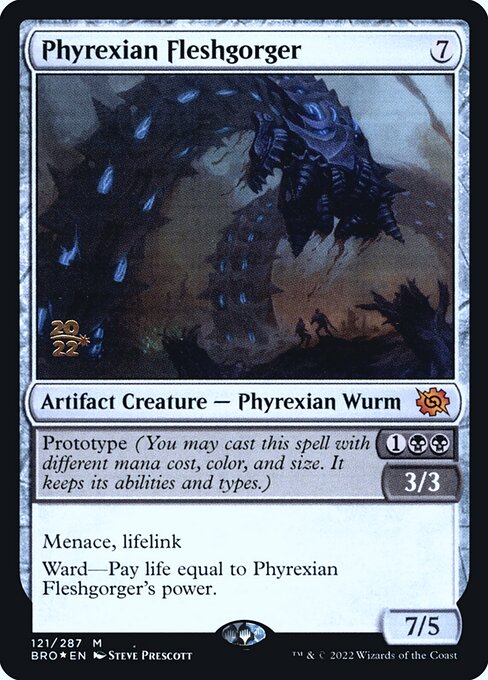 Phyrexian Fleshgorger 7
20
22
Artifact Creature — Phyrexian Wurm
Prototype (You may cast this spell with 1
different mana cost, color, and size. It
keeps its abilities and types.) 3/3
Menace, lifelink
Ward—Pay life equal to Phyrexian
Fleshgorger's power.
7/5
121/287 M
BRO★EN Steve Prescott ™ & © 2022 Wizards of the Coast